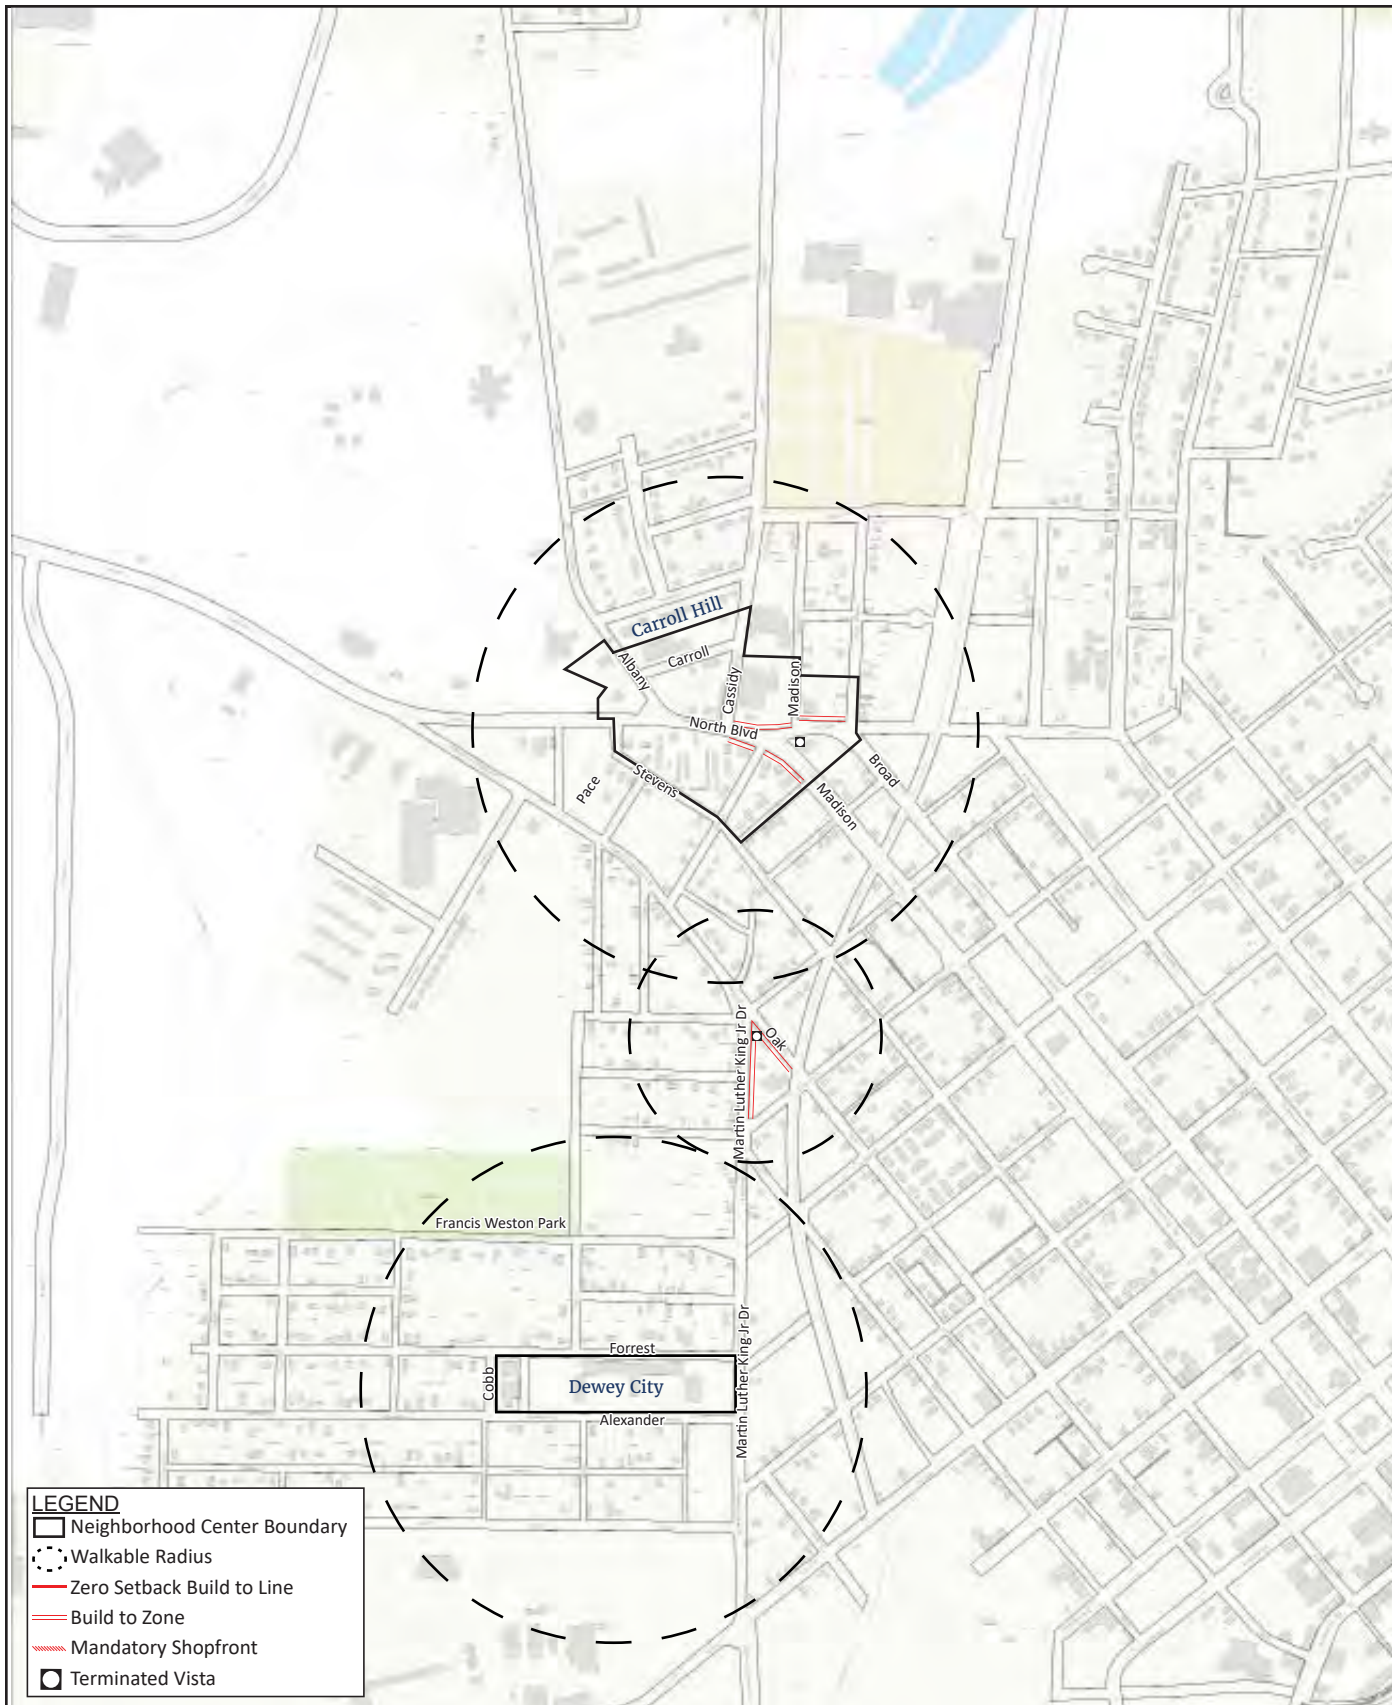 Carroll Hill
Carroll
Albany
Cassidy
Madison
North Blvd
Stevens
Pace
Broad
Madison
Oak
Martin Luther King Jr Dr
Francis Weston Park
Forrest
Cobb
Dewey City
Alexander
Martin Luther King Jr Dr
LEGEND
Neighborhood Center Boundary
Walkable Radius
Zero Setback Build to Line
Build to Zone
Mandatory Shopfront
Terminated Vista